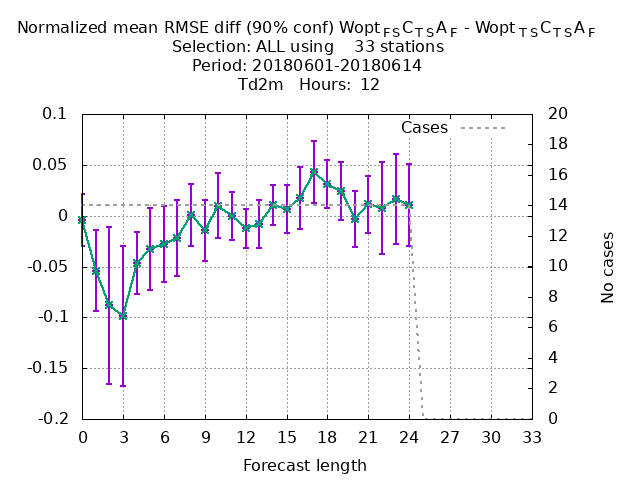 Normalized mean RMSE diff (90% conf) Wopt FS C TS A F - Wopt TS C TS A F
Selection: ALL using 33 stations
Period: 20180601-20180614
Td2m Hours: 12
Cases
0.1
0.05
0
-0.05
-0.1
-0.15
-0.2
20
18
16
14
12
10
8
6
4
2
0
No cases
0 3 6 9 12 15 18 21 24 27 30 33
Forecast length